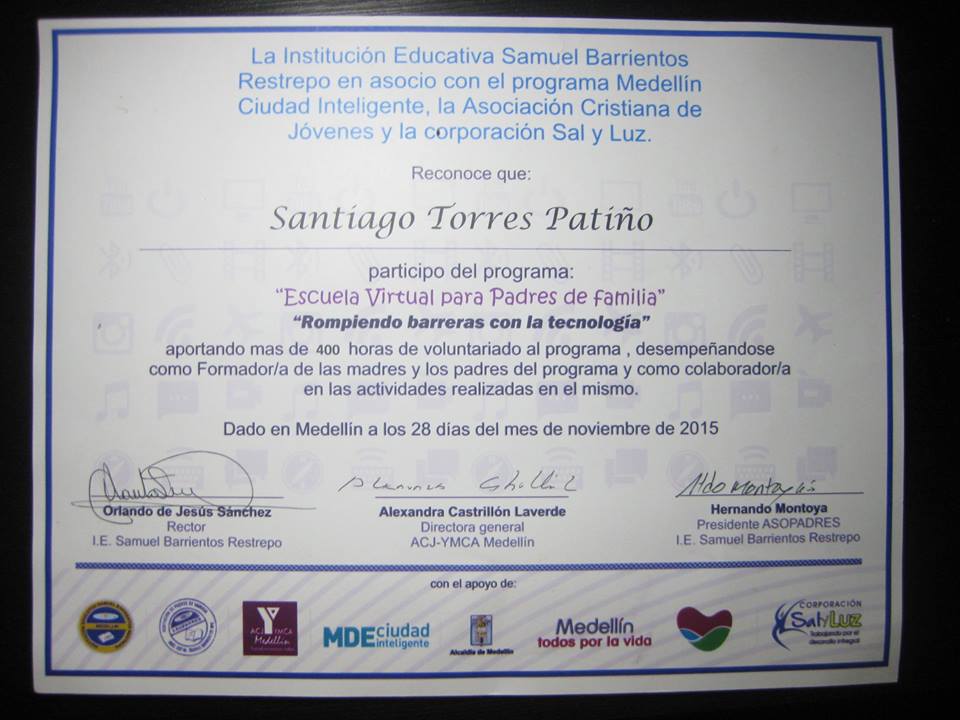 La Institución Educativa Samuel Barrientos
Restrepo en asocio con el programa Medellín
Ciudad Inteligente, la Asociación Cristiana de
Jóvenes y la corporación Sal y Luz.
Reconoce que:
Santiago Torres Patiño
participo del programa:
“Escuela Virtual para Padres de familia”
“Rompiendo barreras con la tecnología”
aportando mas de 400 horas de voluntariado al programa , desempeñandose
como Formador/a de las madres y los padres del programa y como colaborador/a
en las actividades realizadas en el mismo.
Dado en Medellín a los 28 días del mes de noviembre de 2015
Orlando de Jesús Sánchez
Rector
I.E. Samuel Barrientos Restrepo
Alexandra Castrillón Laverde
Directora general
ACJ-YMCA Medellín
Aldo Montoya
Hernando Montoya
Presidente ASOPADRES
I.E. Samuel Barrientos Restrepo
con el apoyo de:
ACJ YMCA
Medellín
MDE ciudad
inteligente
Alcaldía de Medellín
Medellín
todos por la vida
CORPORACIÓN
Sal y Luz
Trabajando por el
desarrollo integral